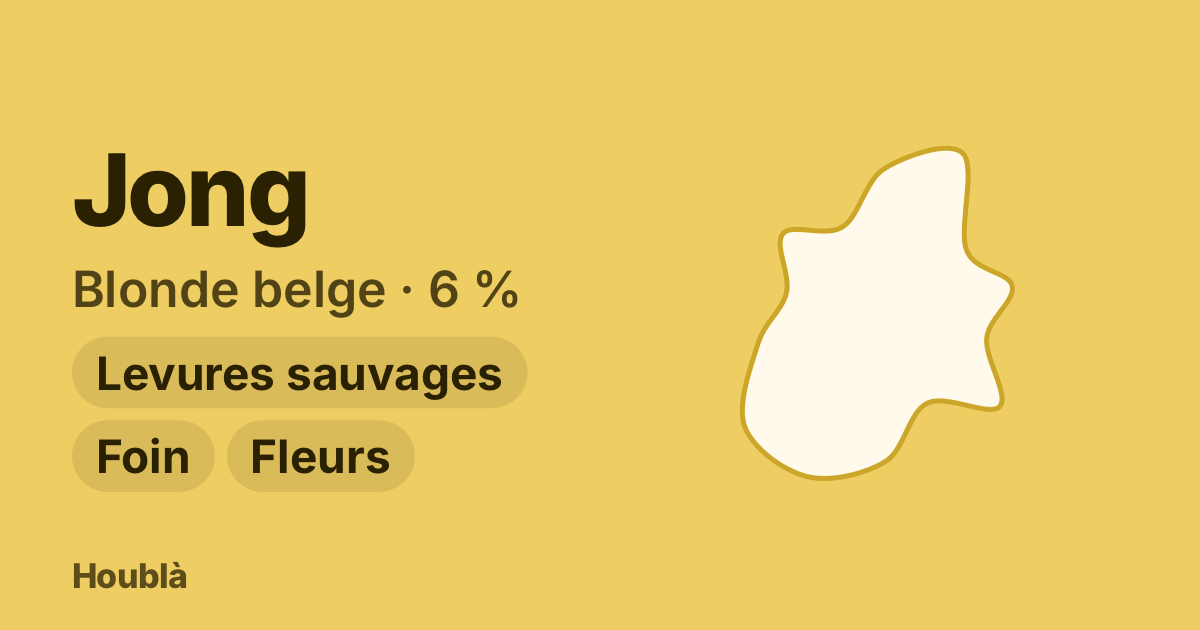 Jong
Blonde belge · 6 %
Levures sauvages
Foin Fleurs
Houblà